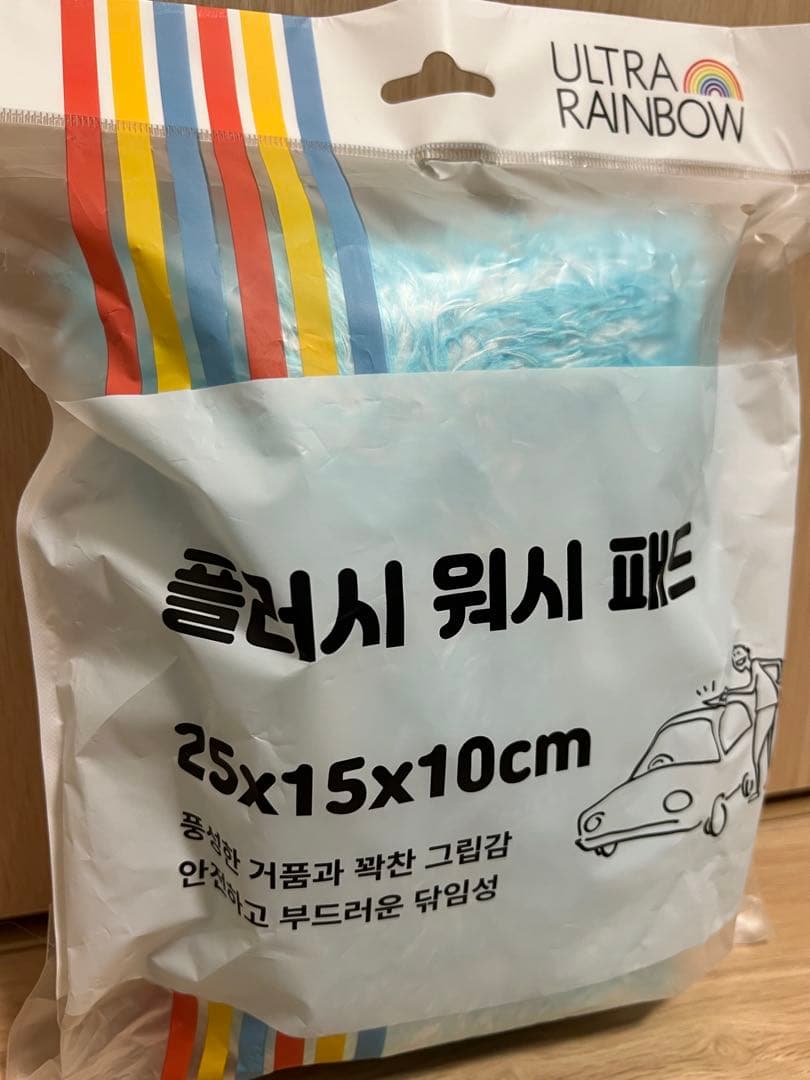 ULTRA
RAINBOW
플러시 워시 패드
25x15x10cm
풍성한 거품과 꽉찬 그립감
안전하고 부드러운 닦임성